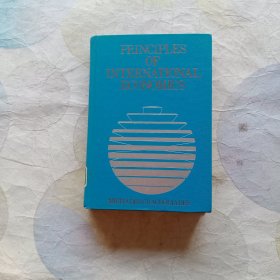 PRINCIPLES
OF
INTERNATIONAL
ECONOMICS